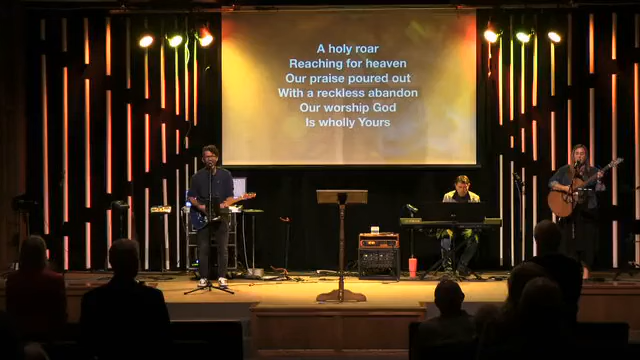 A holy roar
Reaching for heaven
Our praise poured out
With a reckless abandon
Our worship God
Is wholly Yours